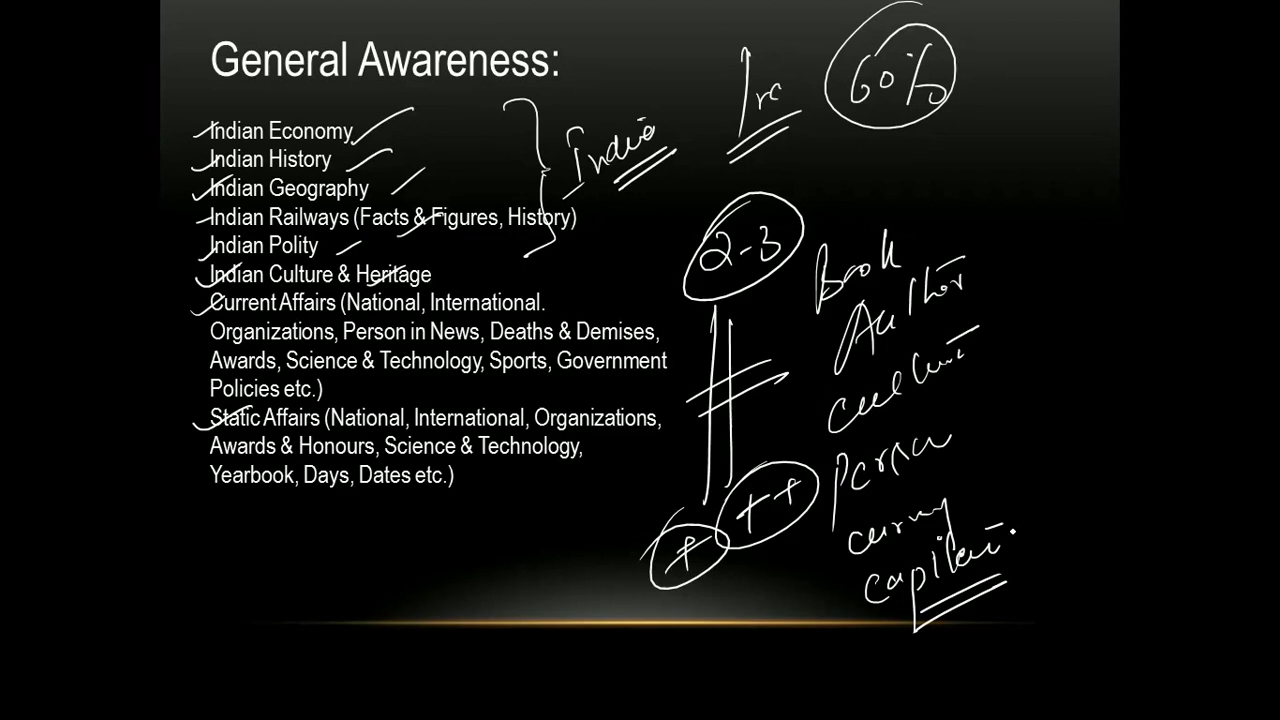 General Awareness:
Indian Economy
Indian History
Indian Geography
Indian Railways (Facts & Figures, History)
Indian Polity
Indian Culture & Heritage
Current Affairs (National, International.
Organizations, Person in News, Deaths & Demises,
Awards, Science & Technology, Sports, Government
Policies etc.)
Static Affairs (National, International, Organizations,
Awards & Honours, Science & Technology,
Yearbook, Days, Dates etc.)
India
60%
2-3
Book
Author
+
++